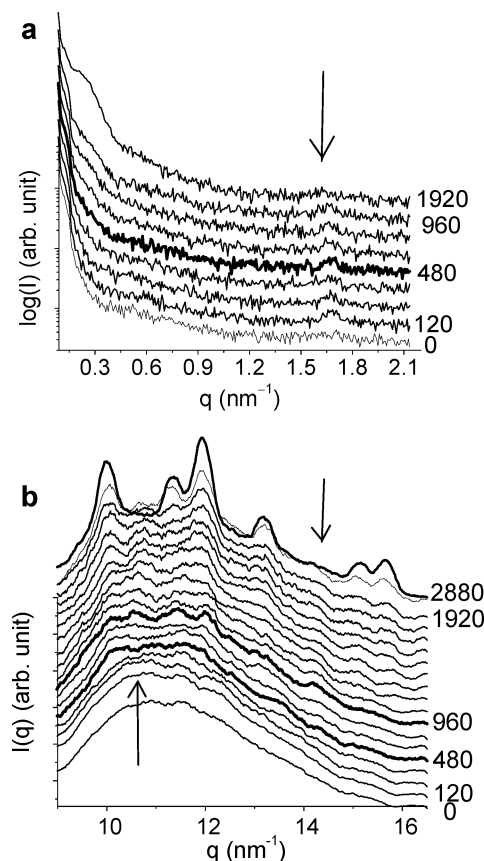 a
log(I) (arb. unit)
1920
960
480
120
0
0.3 0.6 0.9 1.2 1.5 1.8 2.1
q (nm⁻¹)
b
I(q) (arb. unit)
2880
1920
960
480
120
0
10 12 14 16
q (nm⁻¹)